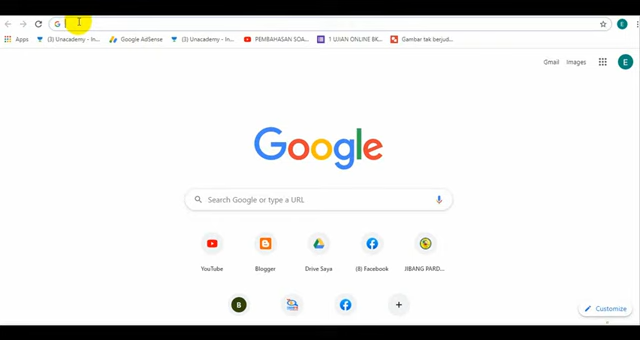 Apps (3) Unacademy - In... Google AdSense (3) Unacademy - In... PEMBAHASAN SOA... 1 UJIAN ONLINE BK... Gambar tak berjud...
Gmail Images E
Google
Search Google or type a URL
YouTube Blogger Drive Saya (8) Facebook JIBANG PARD...
B
Customize